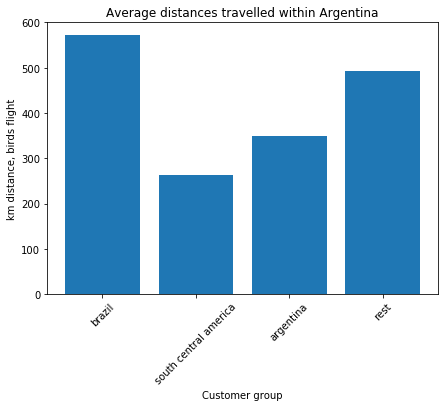 Average distances travelled within Argentina
km distance, birds flight
600
500
400
300
200
100
0
brazil
south central america
argentina
rest
Customer group